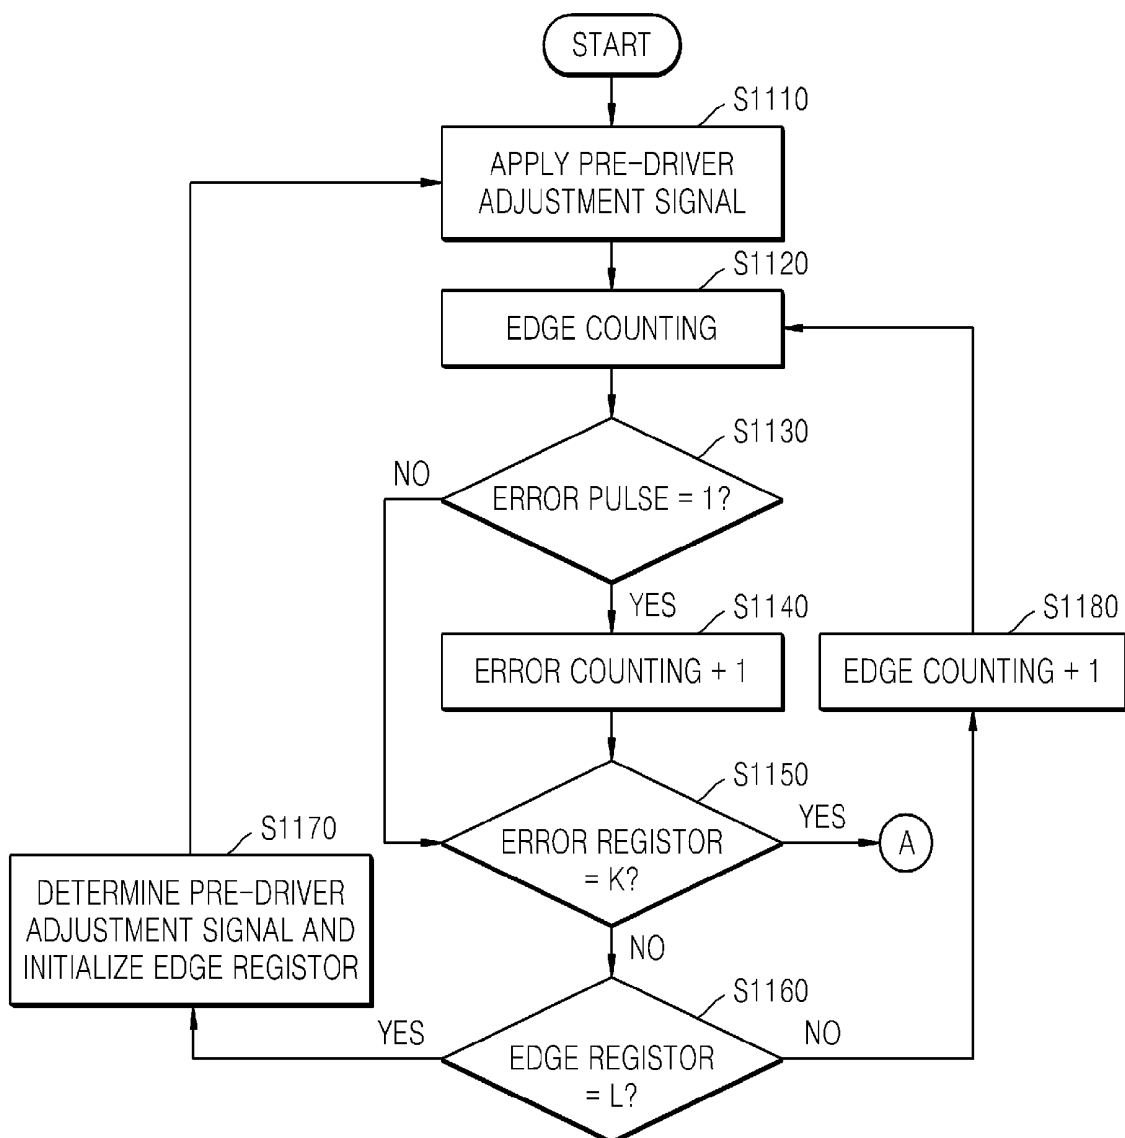 START
S1110
APPLY PRE-DRIVER
ADJUSTMENT SIGNAL
S1120
EDGE COUNTING
S1130
NO
ERROR PULSE = 1?
YES
S1140
ERROR COUNTING + 1
S1180
EDGE COUNTING + 1
S1150
ERROR REGISTOR
= K?
YES
A
NO
S1170
DETERMINE PRE-DRIVER
ADJUSTMENT SIGNAL AND
INITIALIZE EDGE REGISTOR
S1160
YES
EDGE REGISTOR
= L?
NO